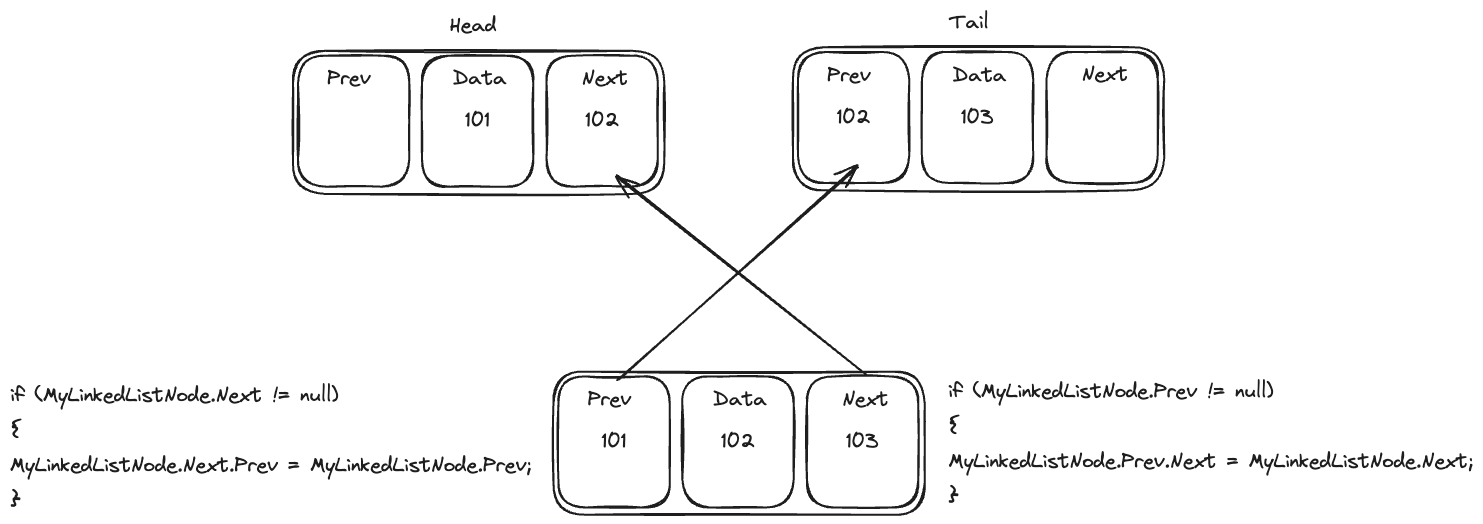 Head
Prev Data Next
101 102
Tail
Prev Data Next
102 103
if (MyLinkedListNode.Next != null)
{
MyLinkedListNode.Next.Prev = MyLinkedListNode.Prev;
}
Prev Data Next
101 102 103
if (MyLinkedListNode.Prev != null)
{
MyLinkedListNode.Prev.Next = MyLinkedListNode.Next;
}